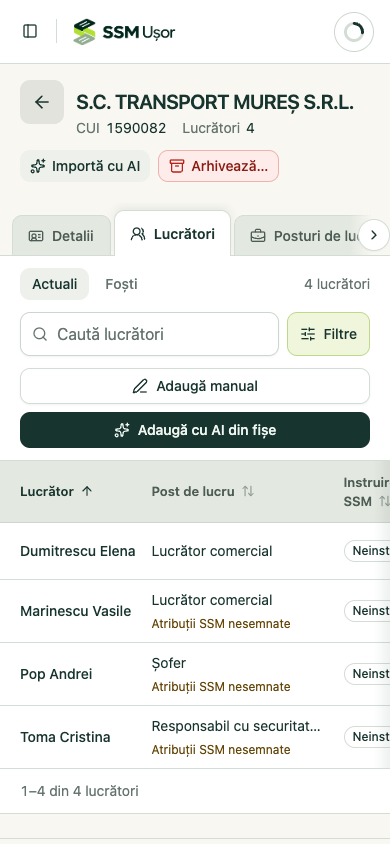 SSM Ușor
S.C. TRANSPORT MUREȘ S.R.L.
CUI 1590082 Lucrători 4
Importă cu AI
Arhivează...
Detalii
Lucrători
Posturi de lu
Actuali
Foști
4 lucrători
Caută lucrători
Filtre
Adaugă manual
Adaugă cu AI din fișe
Lucrător
Post de lucru
Instruir
SSM
Dumitrescu Elena
Lucrător comercial
Neinst
Marinescu Vasile
Lucrător comercial
Atribuții SSM nesemnate
Neinst
Pop Andrei
Șofer
Atribuții SSM nesemnate
Neinst
Toma Cristina
Responsabil cu securitat...
Atribuții SSM nesemnate
Neinst
1–4 din 4 lucrători